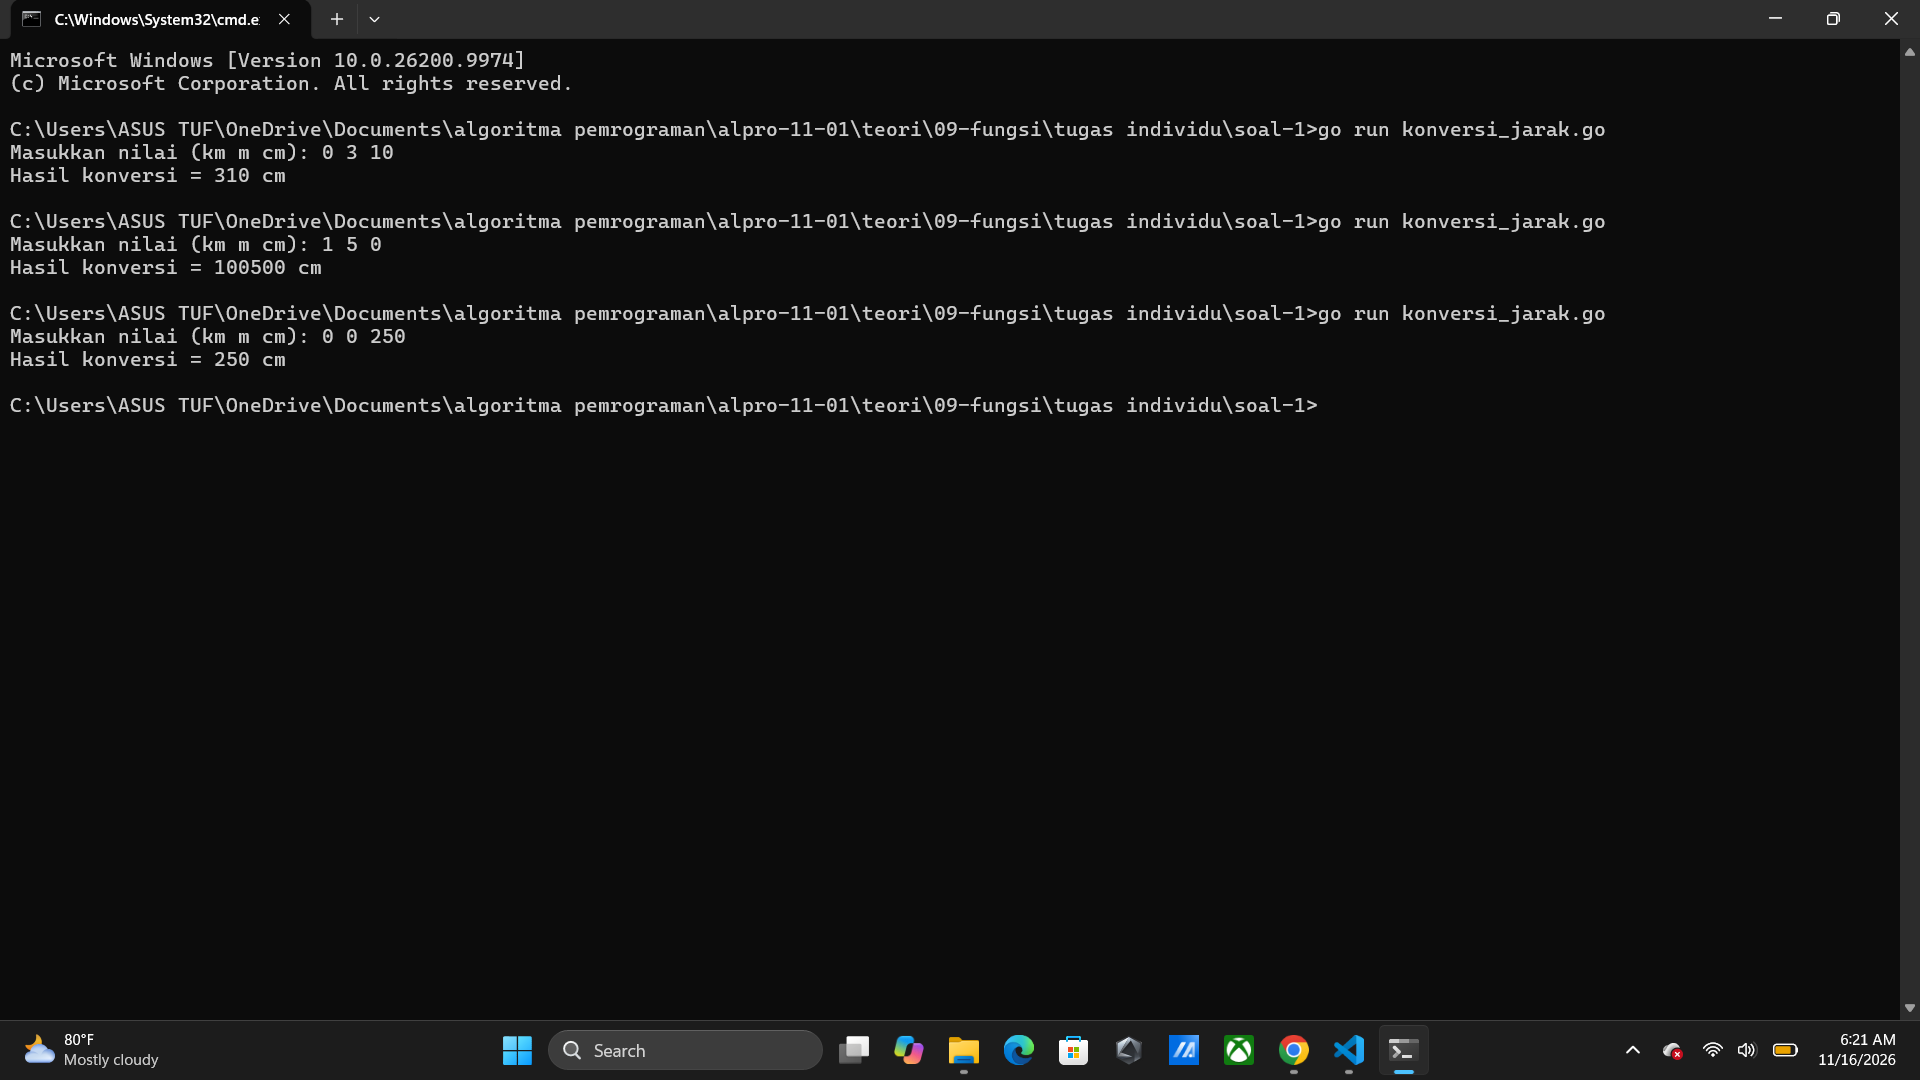 C:\Windows\System32\cmd.e
Microsoft Windows [Version 10.0.26200.9974]
(c) Microsoft Corporation. All rights reserved.
C:\Users\ASUS TUF\OneDrive\Documents\algoritma pemrograman\alpro-11-01\teori\09-fungsi\tugas individu\soal-1>go run konversi_jarak.go
Masukkan nilai (km m cm): 0 3 10
Hasil konversi = 310 cm
C:\Users\ASUS TUF\OneDrive\Documents\algoritma pemrograman\alpro-11-01\teori\09-fungsi\tugas individu\soal-1>go run konversi_jarak.go
Masukkan nilai (km m cm): 1 5 0
Hasil konversi = 100500 cm
C:\Users\ASUS TUF\OneDrive\Documents\algoritma pemrograman\alpro-11-01\teori\09-fungsi\tugas individu\soal-1>go run konversi_jarak.go
Masukkan nilai (km m cm): 0 0 250
Hasil konversi = 250 cm
C:\Users\ASUS TUF\OneDrive\Documents\algoritma pemrograman\alpro-11-01\teori\09-fungsi\tugas individu\soal-1>
80°F
Mostly cloudy
Search
6:21 AM
11/16/2026